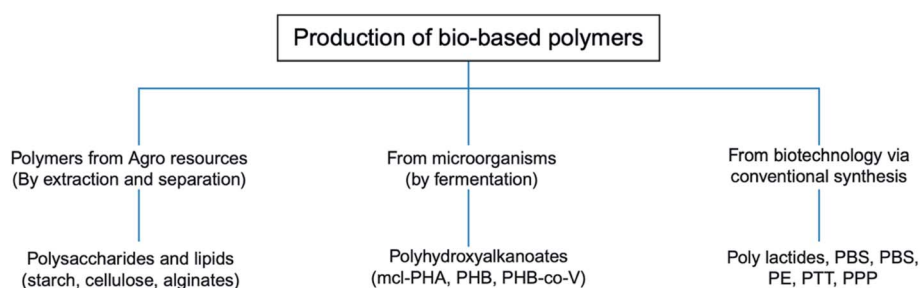 Production of bio-based polymers
Polymers from Agro resources
(By extraction and separation)
From microorganisms
(by fermentation)
From biotechnology via
conventional synthesis
Polysaccharides and lipids
(starch, cellulose, alginates)
Polyhydroxyalkanoates
(mcl-PHA, PHB, PHB-co-V)
Poly lactides, PBS, PBS,
PE, PTT, PPP